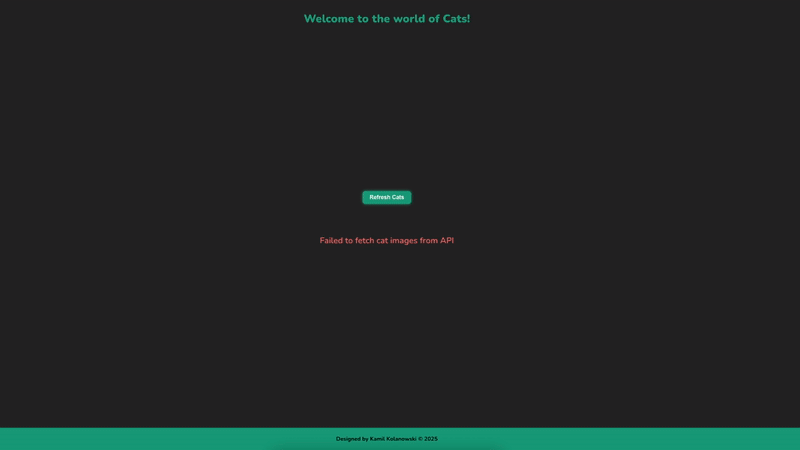 Welcome to the world of Cats!
Refresh Cats
Failed to fetch cat images from API
Designed by Kamil Kolanowski © 2025